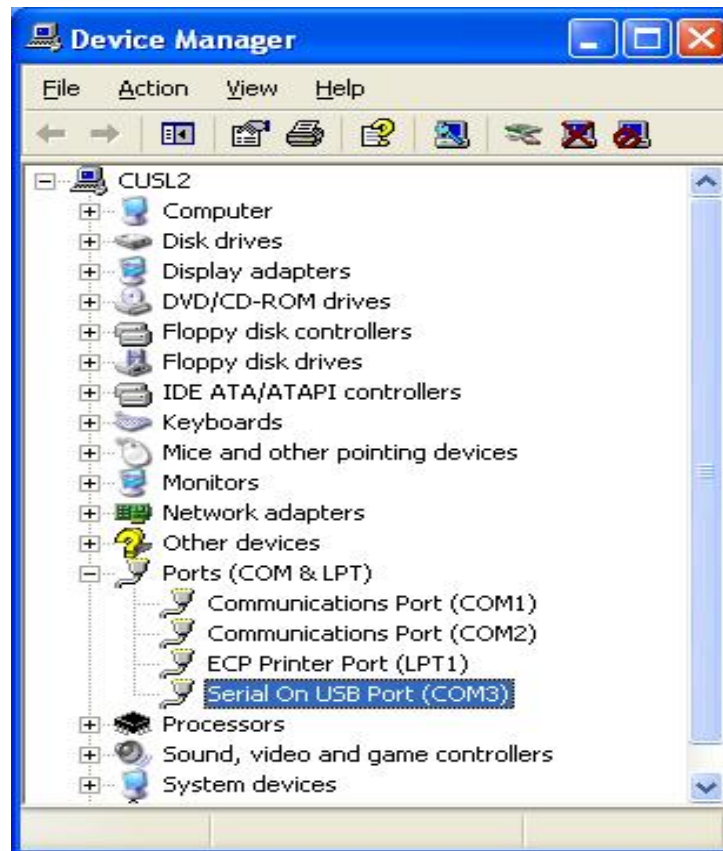 Device Manager
File Action View Help
CUSL2
Computer
Disk drives
Display adapters
DVD/CD-ROM drives
Floppy disk controllers
Floppy disk drives
IDE ATA/ATAPI controllers
Keyboards
Mice and other pointing devices
Monitors
Network adapters
Other devices
Ports (COM & LPT)
Communications Port (COM1)
Communications Port (COM2)
ECP Printer Port (LPT1)
Serial On USB Port (COM3)
Processors
Sound, video and game controllers
System devices